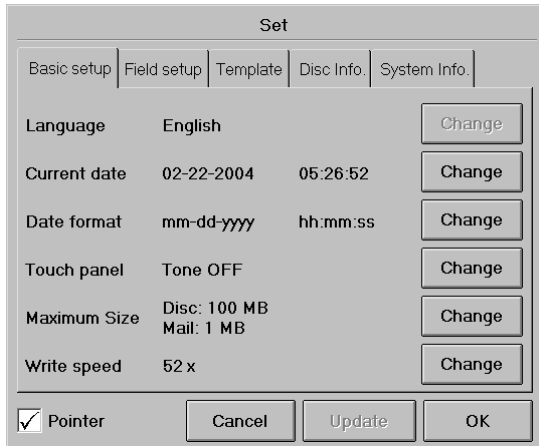 Set
Basic setup Field setup Template Disc Info. System Info.
Language English Change
Current date 02-22-2004 05:26:52 Change
Date format mm-dd-yyyy hh:mm:ss Change
Touch panel Tone OFF Change
Maximum Size Disc: 100 MB Change
Mail: 1 MB
Write speed 52 x Change
Pointer Cancel Update OK